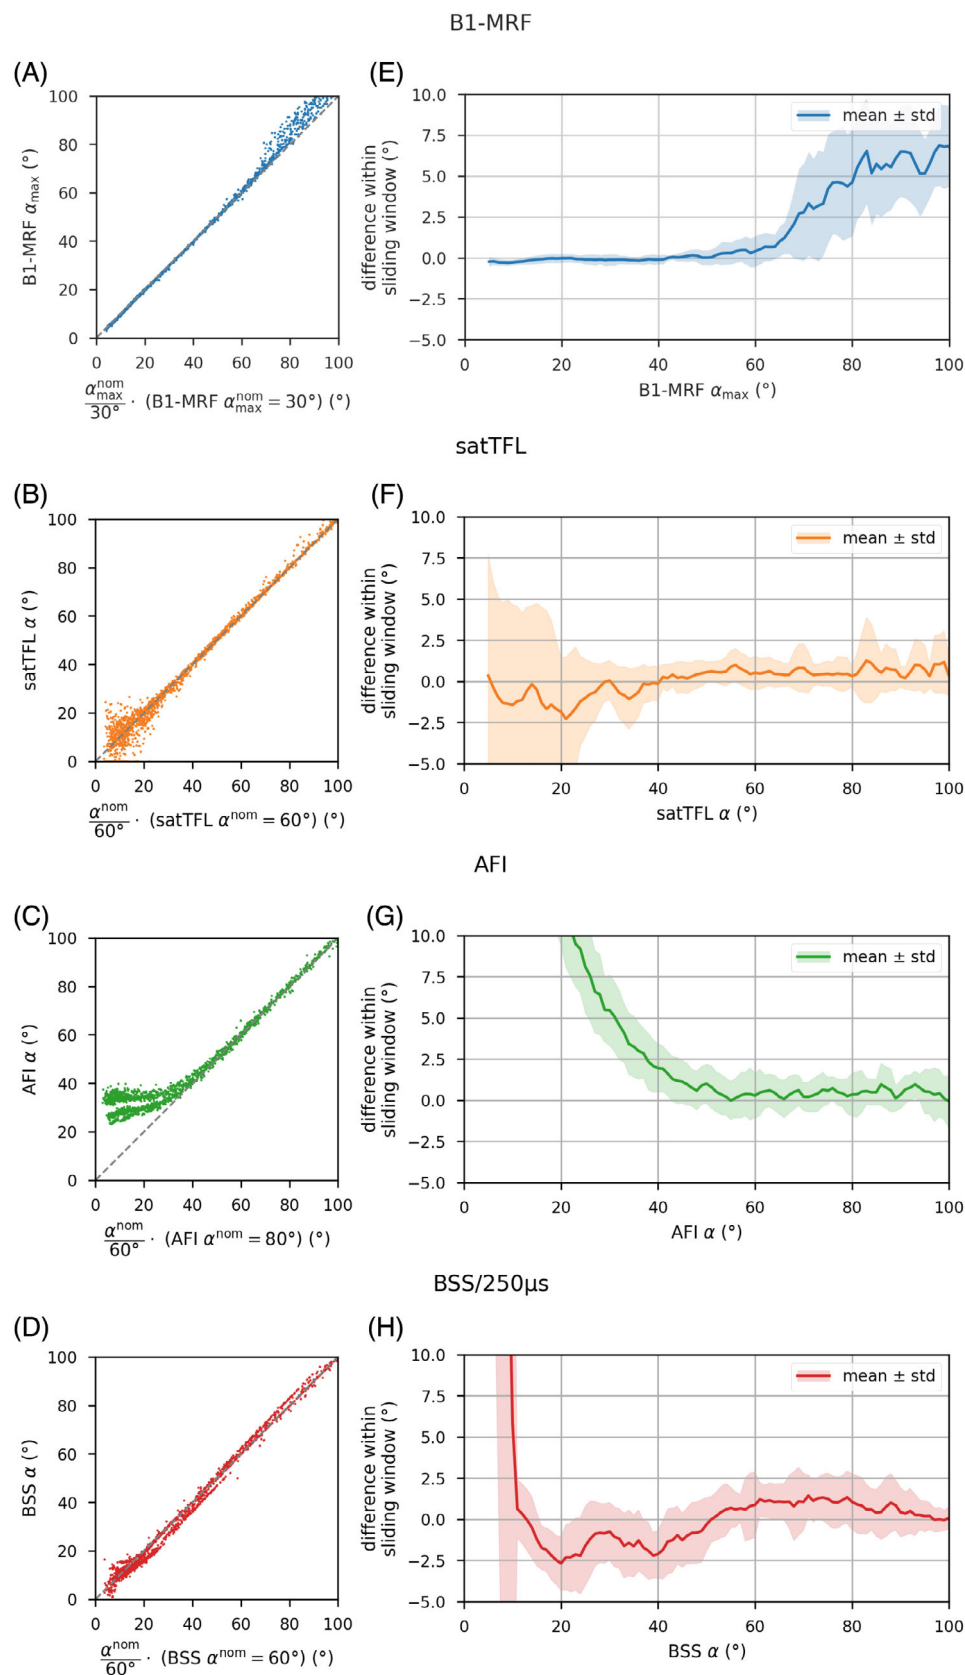 B1-MRF
(A)
100
80
60
40
20
0
B1-MRF α_max (°)
0 20 40 60 80 100
α_max^nom / 30° · (B1-MRF α_max^nom = 30°) (°)
(E)
10.0
7.5
5.0
2.5
0.0
−2.5
−5.0
difference within
sliding window (°)
mean ± std
0 20 40 60 80 100
B1-MRF α_max (°)
satTFL
(B)
100
80
60
40
20
0
satTFL α (°)
0 20 40 60 80 100
α^nom / 60° · (satTFL α^nom = 60°) (°)
(F)
10.0
7.5
5.0
2.5
0.0
−2.5
−5.0
difference within
sliding window (°)
mean ± std
0 20 40 60 80 100
satTFL α (°)
AFI
(C)
100
80
60
40
20
0
AFI α (°)
0 20 40 60 80 100
α^nom / 60° · (AFI α^nom = 80°) (°)
(G)
10.0
7.5
5.0
2.5
0.0
−2.5
−5.0
difference within
sliding window (°)
mean ± std
0 20 40 60 80 100
AFI α (°)
BSS/250μs
(D)
100
80
60
40
20
0
BSS α (°)
0 20 40 60 80 100
α^nom / 60° · (BSS α^nom = 60°) (°)
(H)
10.0
7.5
5.0
2.5
0.0
−2.5
−5.0
difference within
sliding window (°)
mean ± std
0 20 40 60 80 100
BSS α (°)